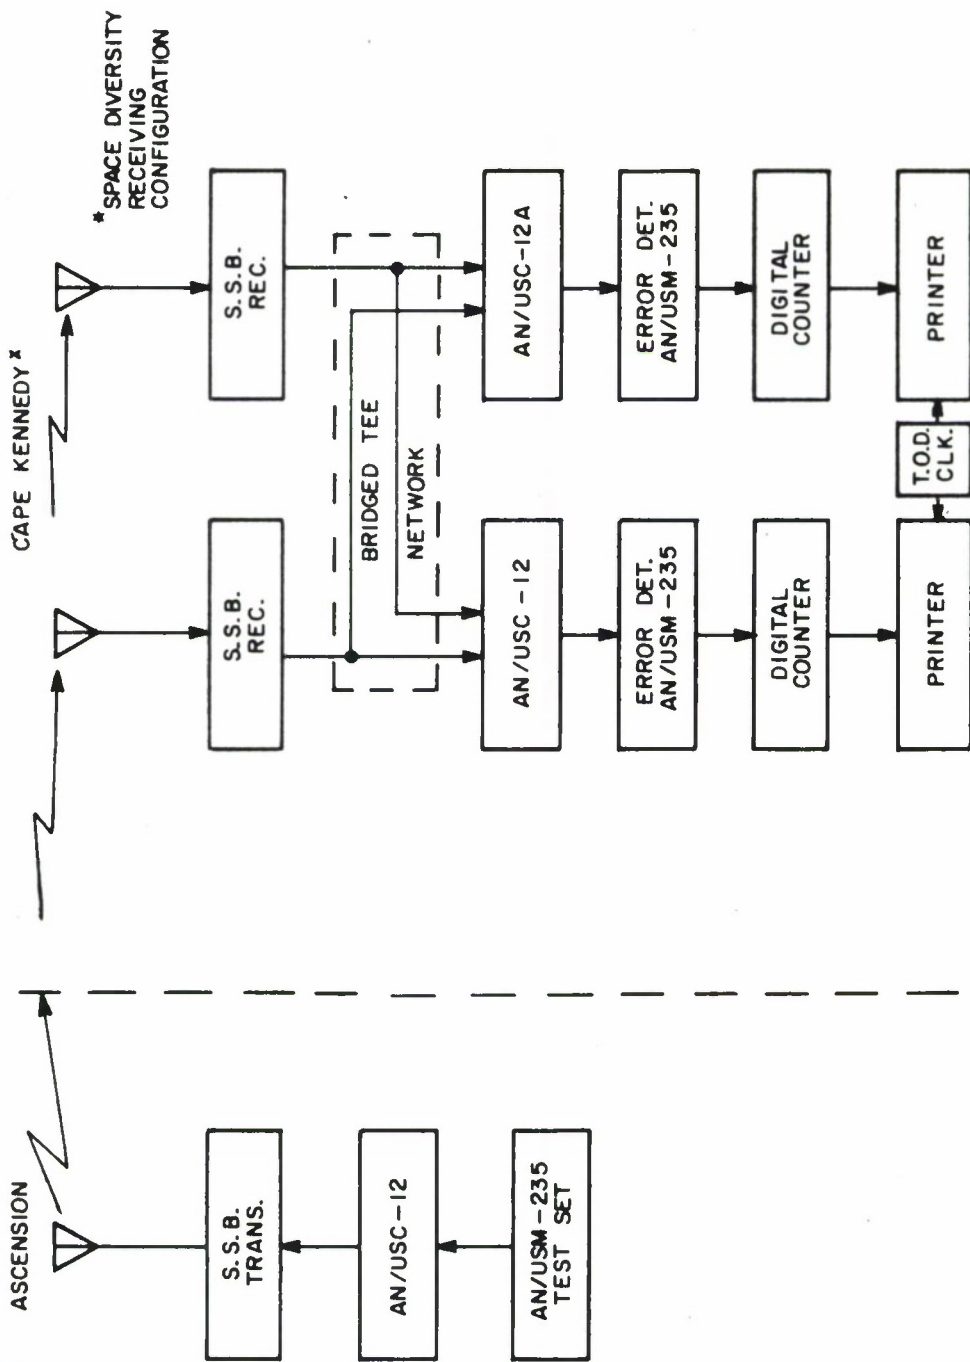 ASCENSION
S.S.B.
TRANS.
AN/USC-12
AN/USM-235
TEST SET
CAPE KENNEDY*
*SPACE DIVERSITY
RECEIVING
CONFIGURATION
S.S.B.
REC.
S.S.B.
REC.
BRIDGED TEE
NETWORK
AN/USC-12
AN/USC-12A
ERROR DET.
AN/USM-235
ERROR DET.
AN/USM-235
DIGITAL
COUNTER
DIGITAL
COUNTER
PRINTER
T.O.D.
CLK.
PRINTER